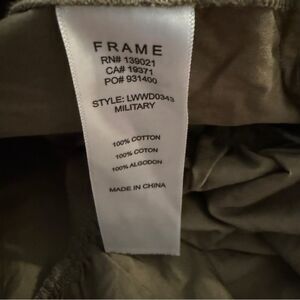 FRAME
RN# 139021
CA# 19371
PO# 931400
STYLE: LWWD0343
MILITARY
100% COTTON
100% COTON
100% ALGODON
MADE IN CHINA